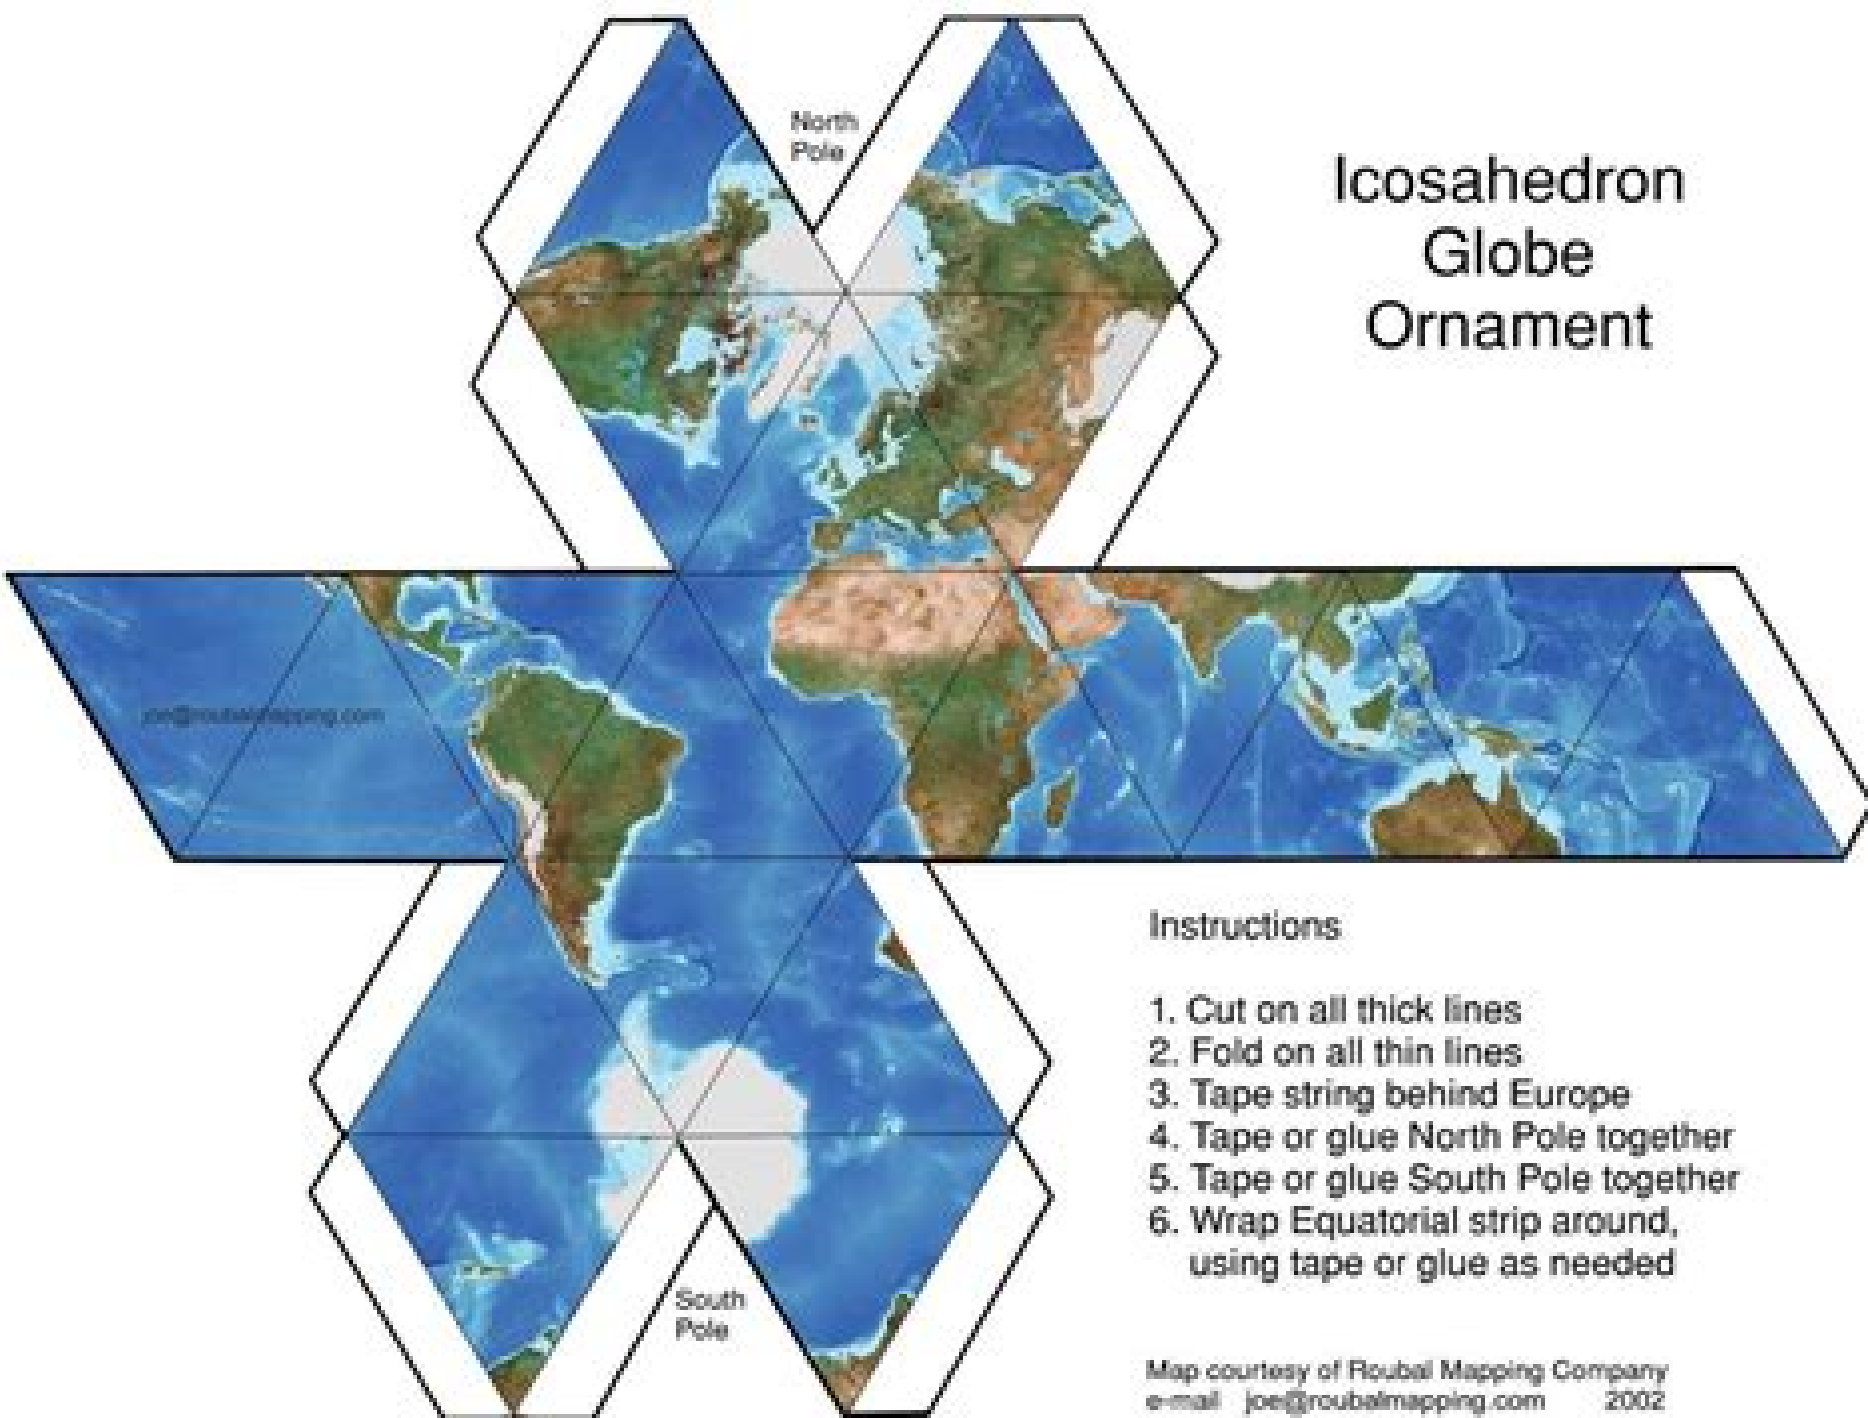 North
Pole
Icosahedron
Globe
Ornament
joe@roubalmapping.com
Instructions
1. Cut on all thick lines
2. Fold on all thin lines
3. Tape string behind Europe
4. Tape or glue North Pole together
5. Tape or glue South Pole together
6. Wrap Equatorial strip around,
using tape or glue as needed
South
Pole
Map courtesy of Roubal Mapping Company
e-mail joe@roubalmapping.com 2002